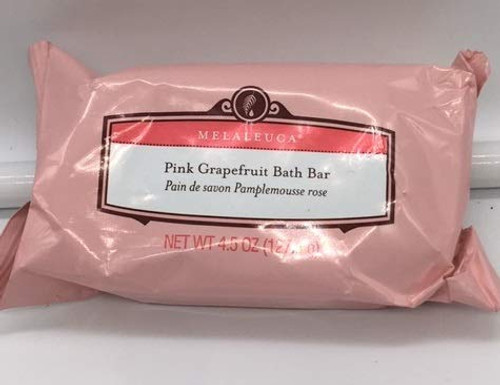 MELALEUCA®
Pink Grapefruit Bath Bar
Pain de savon Pamplemousse rose
NET WT 4.5 OZ